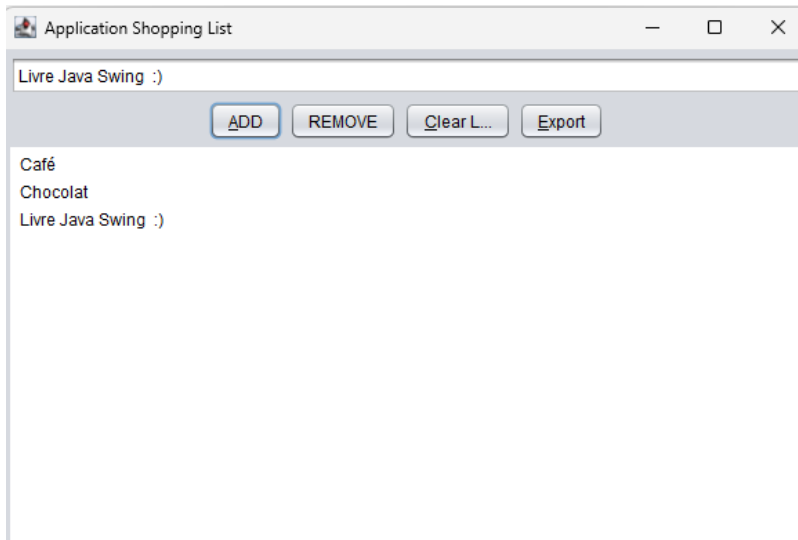 Application Shopping List
Livre Java Swing :)
ADD REMOVE Clear L... Export
Café
Chocolat
Livre Java Swing :)